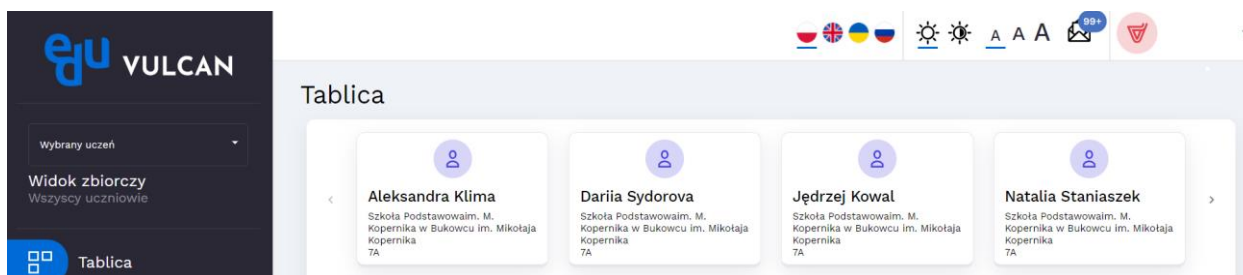 edu VULCAN
A A A
99+
Tablica
Wybrany uczeń
Widok zbiorczy
Wszyscy uczniowie
Tablica
Aleksandra Klima
Szkoła Podstawowaim. M.
Kopernika w Bukowcu im. Mikołaja
Kopernika
7A
Dariia Sydorova
Szkoła Podstawowaim. M.
Kopernika w Bukowcu im. Mikołaja
Kopernika
7A
Jędrzej Kowal
Szkoła Podstawowaim. M.
Kopernika w Bukowcu im. Mikołaja
Kopernika
7A
Natalia Staniaszek
Szkoła Podstawowaim. M.
Kopernika w Bukowcu im. Mikołaja
Kopernika
7A